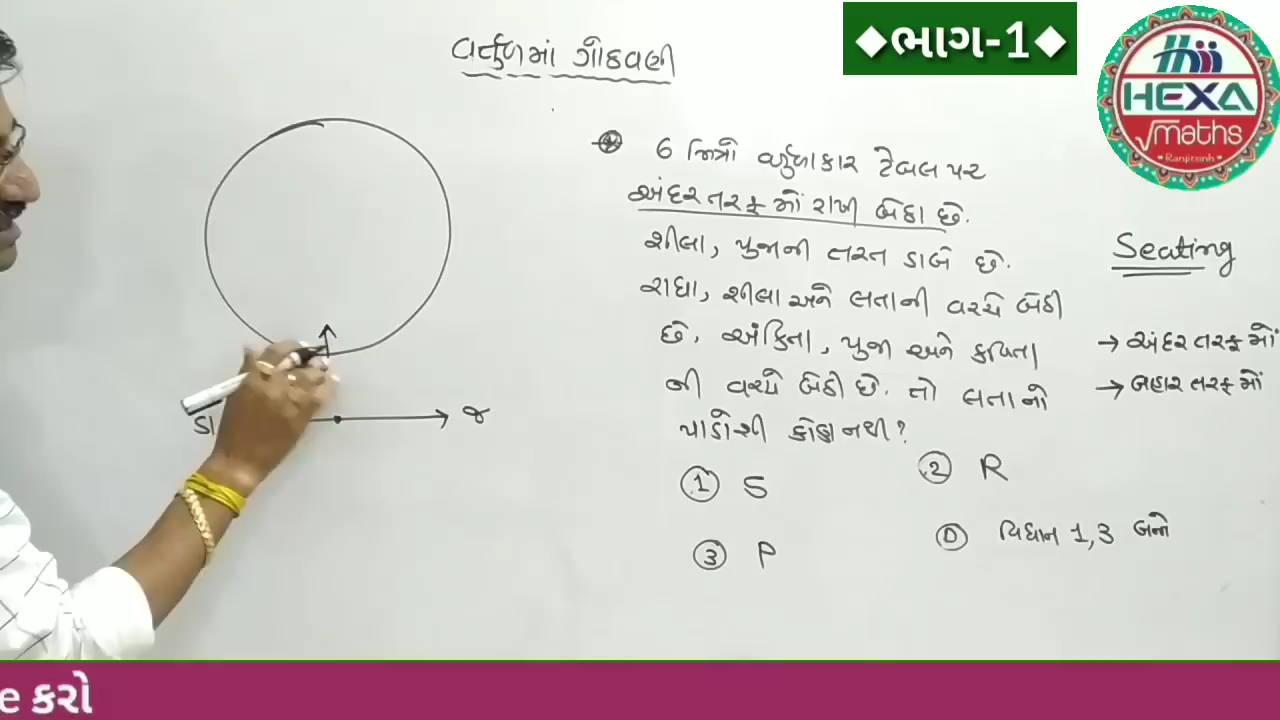 ◆ભાગ-1◆
HEXA
√maths
Ranjitsinh
વર્તુળમાં ગોઠવણી
6 મિત્રો વર્તુળાકાર ટેબલ પર
અંદર તરફ મોં રાખી બેઠા છે.
શીલા, પુજાની તરત ડાબે છે.
રાધા, શીલા અને લતાની વચ્ચે બેઠી
છે. અંકિતા, પુજા અને કવિતા
ની વચ્ચે બેઠી છે. તો લતાનો
પાડોશી કોણ નથી?
1 S
2 R
3 P
D વિધાન 1,3 બંને
Seating
→ અંદર તરફ મોં
→ બહાર તરફ મોં
ડા
જ
e કરો